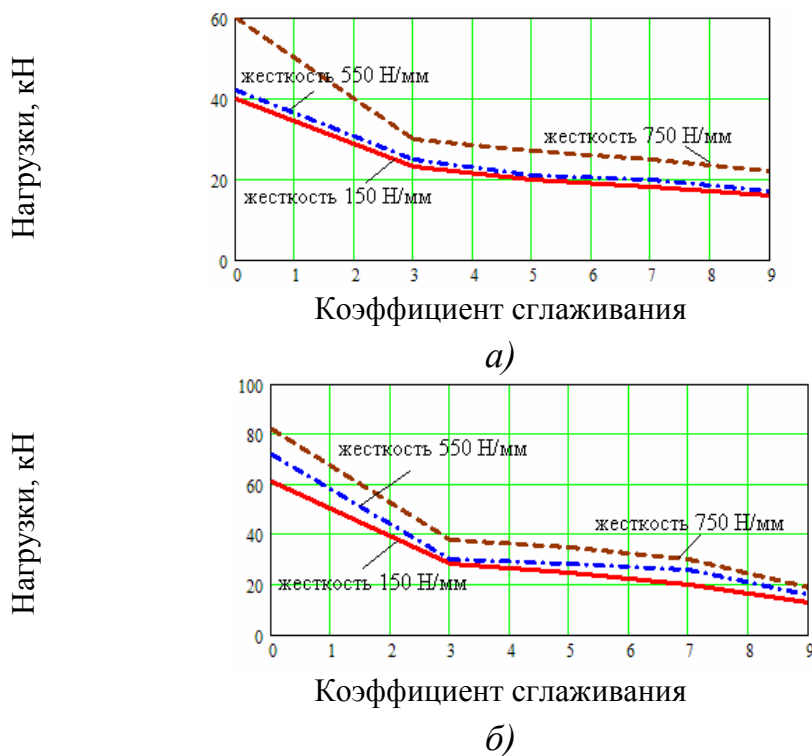 Нагрузки, кН
60
40
20
0
жесткость 550 Н/мм
жесткость 750 Н/мм
жесткость 150 Н/мм
0 1 2 3 4 5 6 7 8 9
Коэффициент сглаживания
а)
Нагрузки, кН
100
80
60
40
20
0
жесткость 550 Н/мм
жесткость 750 Н/мм
жесткость 150 Н/мм
0 1 2 3 4 5 6 7 8 9
Коэффициент сглаживания
б)